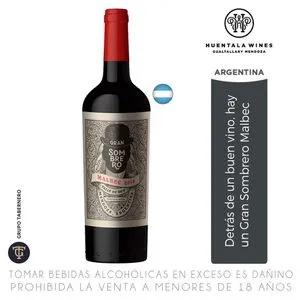 HUENTALA WINES
GUALTALLARY MENDOZA
ARGENTINA
Detrás de un buen vino, hay
un Gran Sombrero Malbec
GRAN
SOMBRERO
MALBEC
GRUPO TABERNERO
TOMAR BEBIDAS ALCOHÓLICAS EN EXCESO ES DAÑINO
PROHIBIDA LA VENTA A MENORES DE 18 AÑOS